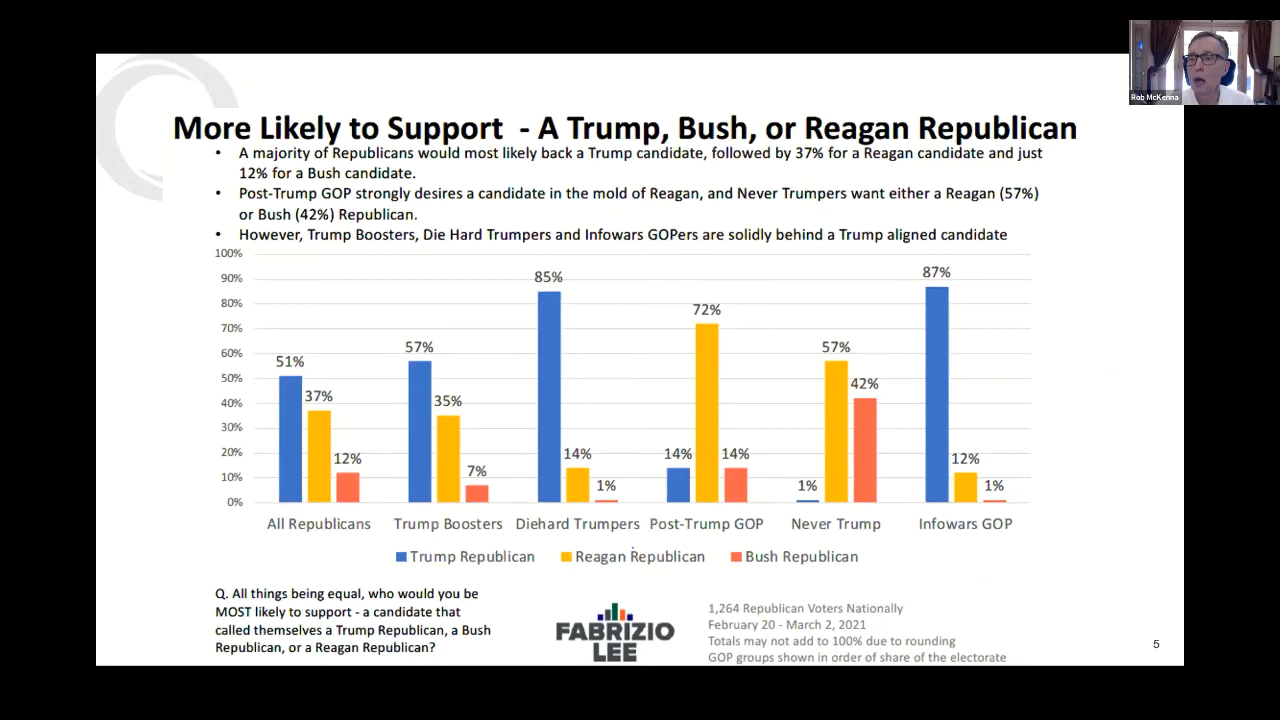 Rob McKenna
More Likely to Support - A Trump, Bush, or Reagan Republican
• A majority of Republicans would most likely back a Trump candidate, followed by 37% for a Reagan candidate and just
12% for a Bush candidate.
• Post-Trump GOP strongly desires a candidate in the mold of Reagan, and Never Trumpers want either a Reagan (57%)
or Bush (42%) Republican.
• However, Trump Boosters, Die Hard Trumpers and Infowars GOPers are solidly behind a Trump aligned candidate
100%
90%
80%
70%
60%
50%
40%
30%
20%
10%
0%
51% 37% 12%
57% 35% 7%
85% 14% 1%
14% 72% 14%
1% 57% 42%
87% 12% 1%
All Republicans Trump Boosters Diehard Trumpers Post-Trump GOP Never Trump Infowars GOP
Trump Republican Reagan Republican Bush Republican
Q. All things being equal, who would you be
MOST likely to support - a candidate that
called themselves a Trump Republican, a Bush
Republican, or a Reagan Republican?
FABRIZIO
LEE
1,264 Republican Voters Nationally
February 20 - March 2, 2021
Totals may not add to 100% due to rounding
GOP groups shown in order of share of the electorate
5